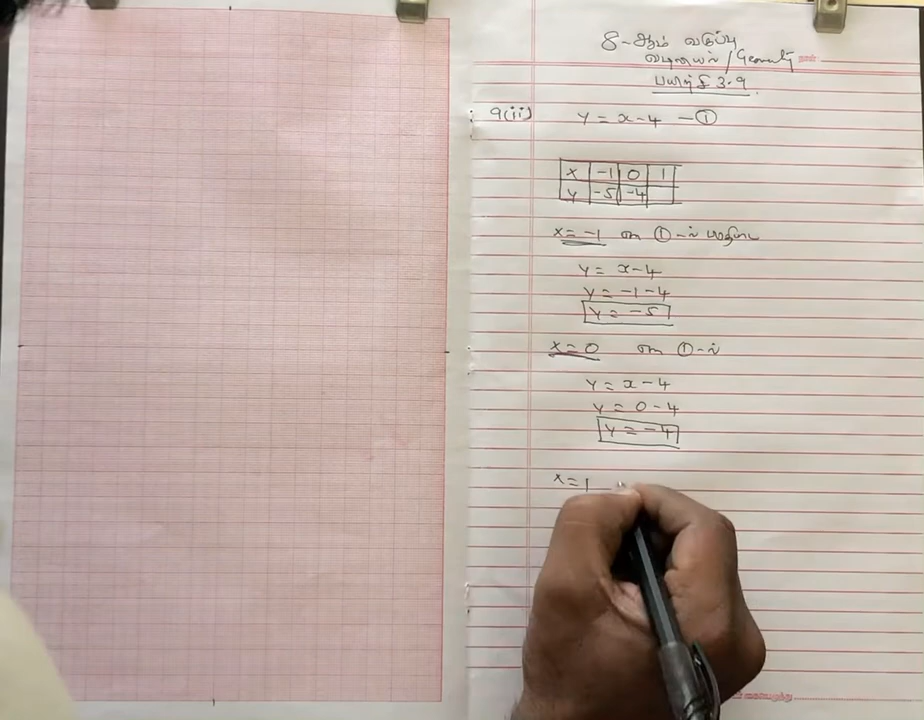 8-ஆம் வகுப்பு
வடிவியல் / Geometry
பயிற்சி 3.9
9(ii) y = x-4 -①
x -1 0 1
y -5 -4
x = -1 என ①-ல் பிரதியிட
y = x-4
y = -1-4
y = -5
x = 0 என ①-ல்
y = x-4
y = 0-4
y = -4
x = 1